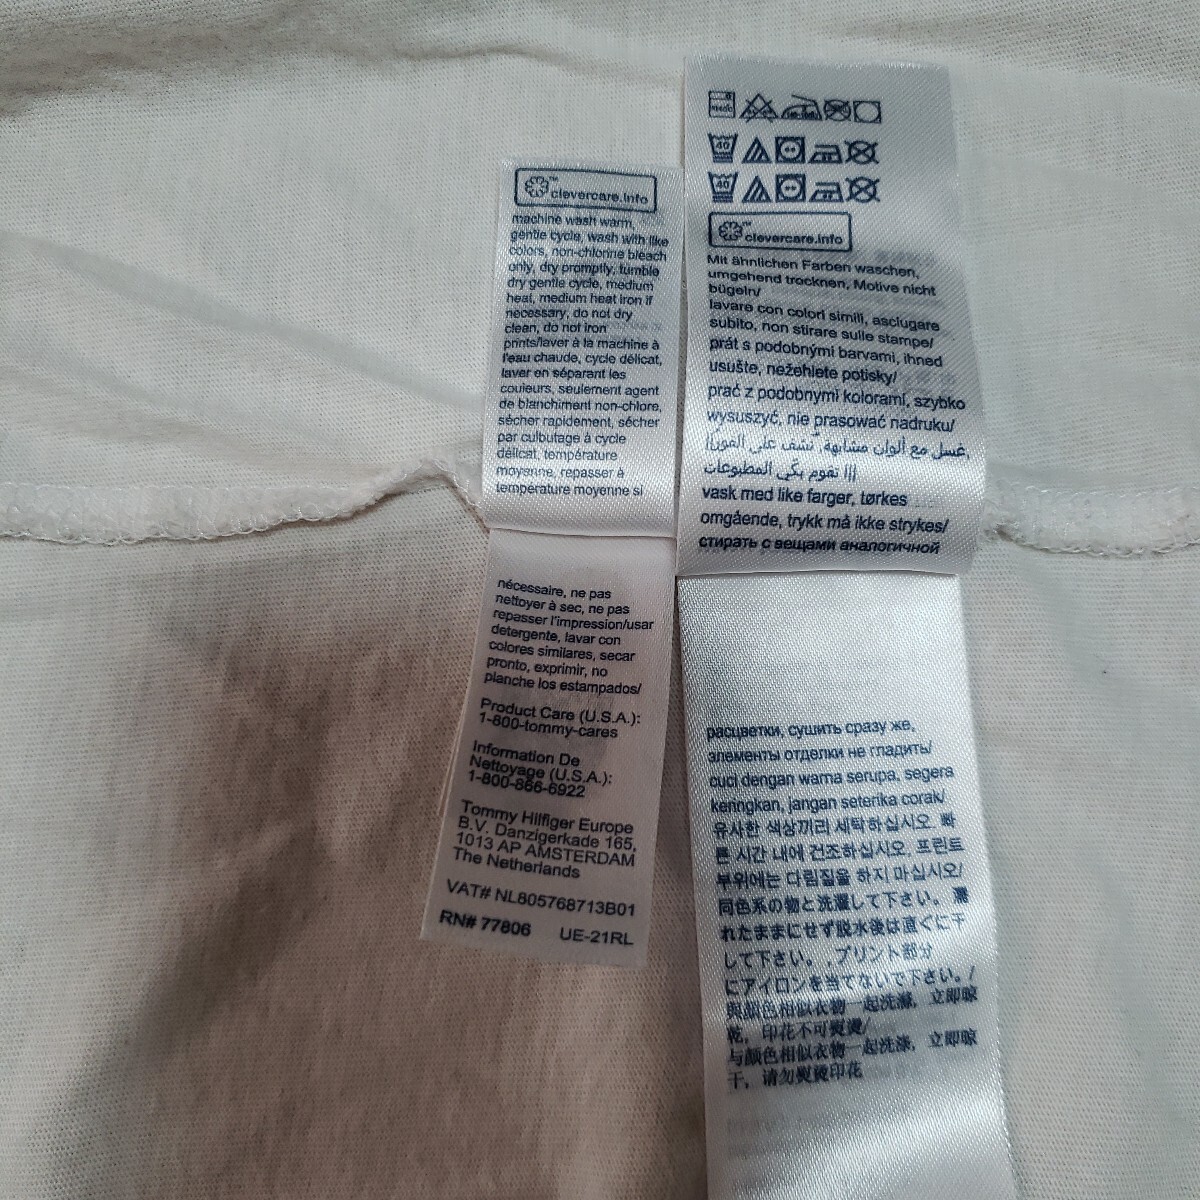 clevercare.info
machine wash warm,
gentle cycle, wash with like
colors, non-chlorine bleach
only, dry promptly, tumble
dry gentle cycle, medium
heat, medium heat iron if
necessary, do not dry
clean, do not iron
prints/laver à la machine à
l'eau chaude, cycle délicat,
laver en séparant les
couleurs, seulement agent
de blanchiment non-chlore,
sécher rapidement, sécher
par culbutage à cycle
délicat, température
moyenne, repasser à
température moyenne si
nécessaire, ne pas
nettoyer à sec, ne pas
repasser l'impression/usar
detergente, lavar con
colores similares, secar
pronto, exprimir, no
planche los estampados/
Product Care (U.S.A.):
1-800-tommy-cares
Information De
Nettoyage (U.S.A.):
1-800-866-6922
Tommy Hilfiger Europe
B.V. Danzigerkade 165,
1013 AP AMSTERDAM
The Netherlands
VAT# NL805768713B01
RN# 77806 UE-21RL
40
40
clevercare.info
Mit ähnlichen Farben waschen,
umgehend trocknen, Motive nicht
bügeln/
lavare con colori simili, asciugare
subito, non stirare sulle stampe/
prát s podobnými barvami, ihned
usušte, nežehlete potisky/
prać z podobnymi kolorami, szybko
wysuszyć, nie prasować nadruku/
غسل مع ألوان مشابهة, نشف على الفور/ا
ااا تقوم بكّي المطبوعات
vask med like farger, tørkes
omgående, trykk må ikke strykes/
стирать с вещами аналогичной
расцветки, сушить сразу же,
элементы отделки не гладить/
cuci dengan warna serupa, segera
keringkan, jangan seterika corak/
유사한 색상끼리 세탁하십시오. 빠
른 시간 내에 건조하십시오. 프린트
부위에는 다림질을 하지 마십시오/
同色系の物と洗濯して下さい。濡
れたままにせず脱水後は直ぐに干
して下さい。,プリント部分
にアイロンを当てないで下さい。/
與顏色相似衣物一起洗滌，立即晾
乾，印花不可熨燙/
与颜色相似衣物一起洗涤，立即晾
干，请勿熨烫印花